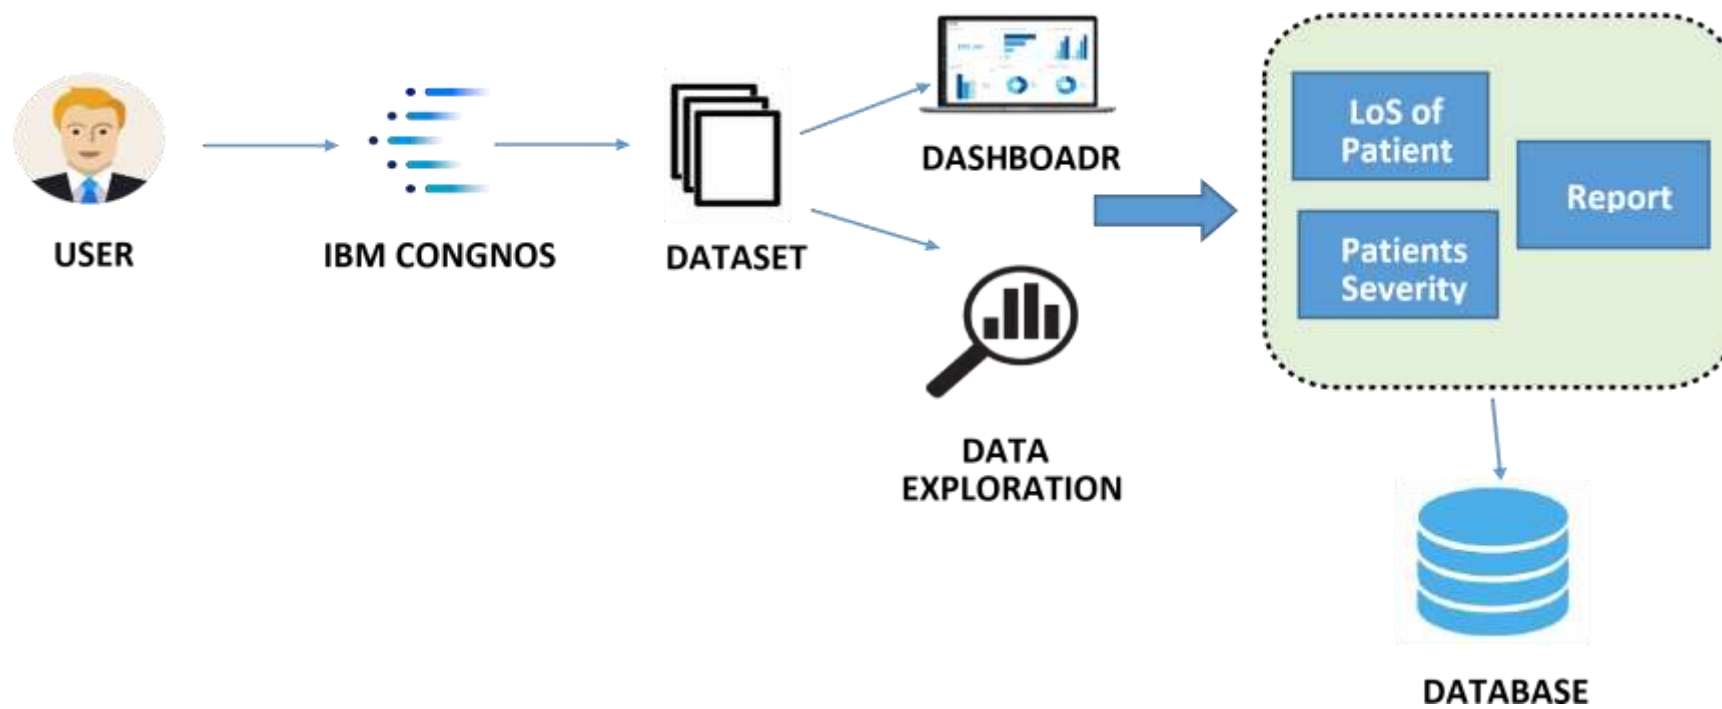 USER
IBM CONGNOS
DATASET
DASHBOADR
DATA
EXPLORATION
LoS of
Patient
Patients
Severity
Report
DATABASE